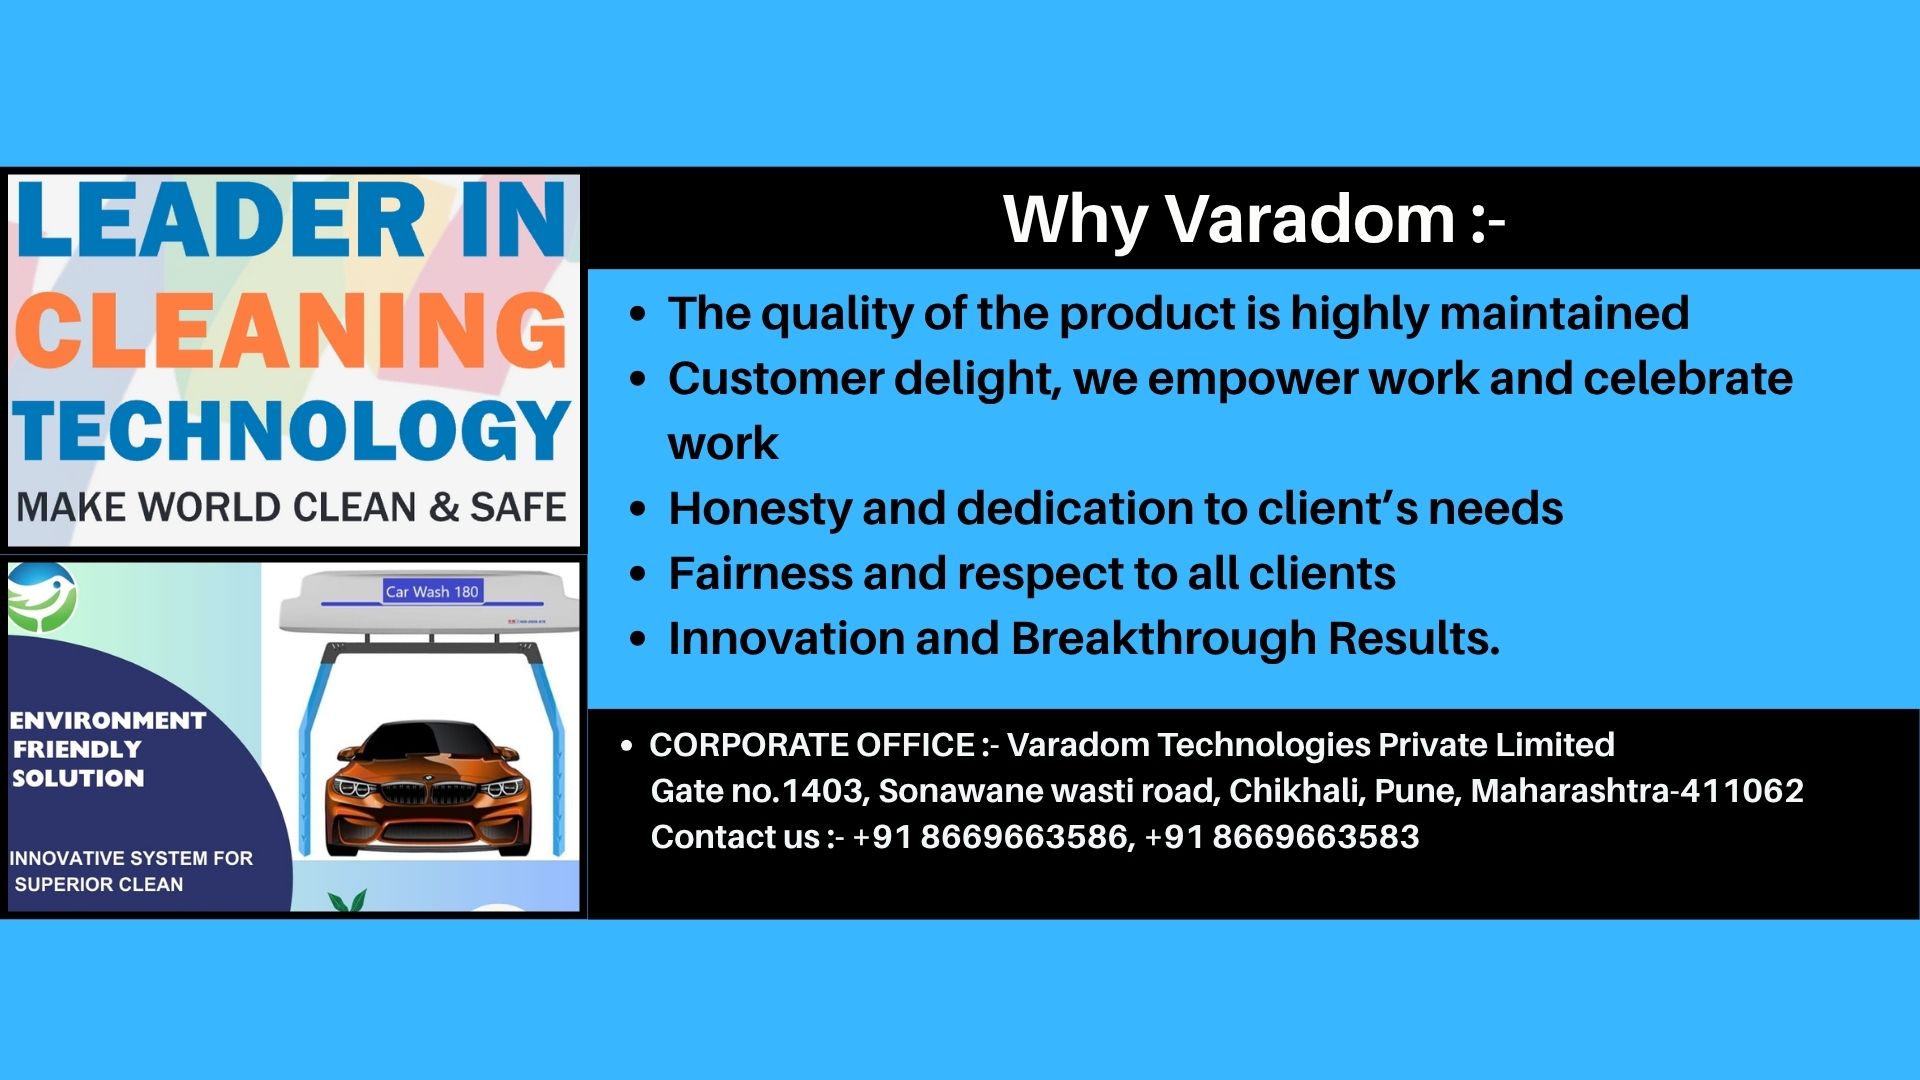 LEADER IN
CLEANING
TECHNOLOGY
MAKE WORLD CLEAN & SAFE
Car Wash 180
ENVIRONMENT
FRIENDLY
SOLUTION
INNOVATIVE SYSTEM FOR
SUPERIOR CLEAN
Why Varadom :-
• The quality of the product is highly maintained
• Customer delight, we empower work and celebrate
work
• Honesty and dedication to client’s needs
• Fairness and respect to all clients
• Innovation and Breakthrough Results.
• CORPORATE OFFICE :- Varadom Technologies Private Limited
Gate no.1403, Sonawane wasti road, Chikhali, Pune, Maharashtra-411062
Contact us :- +91 8669663586, +91 8669663583